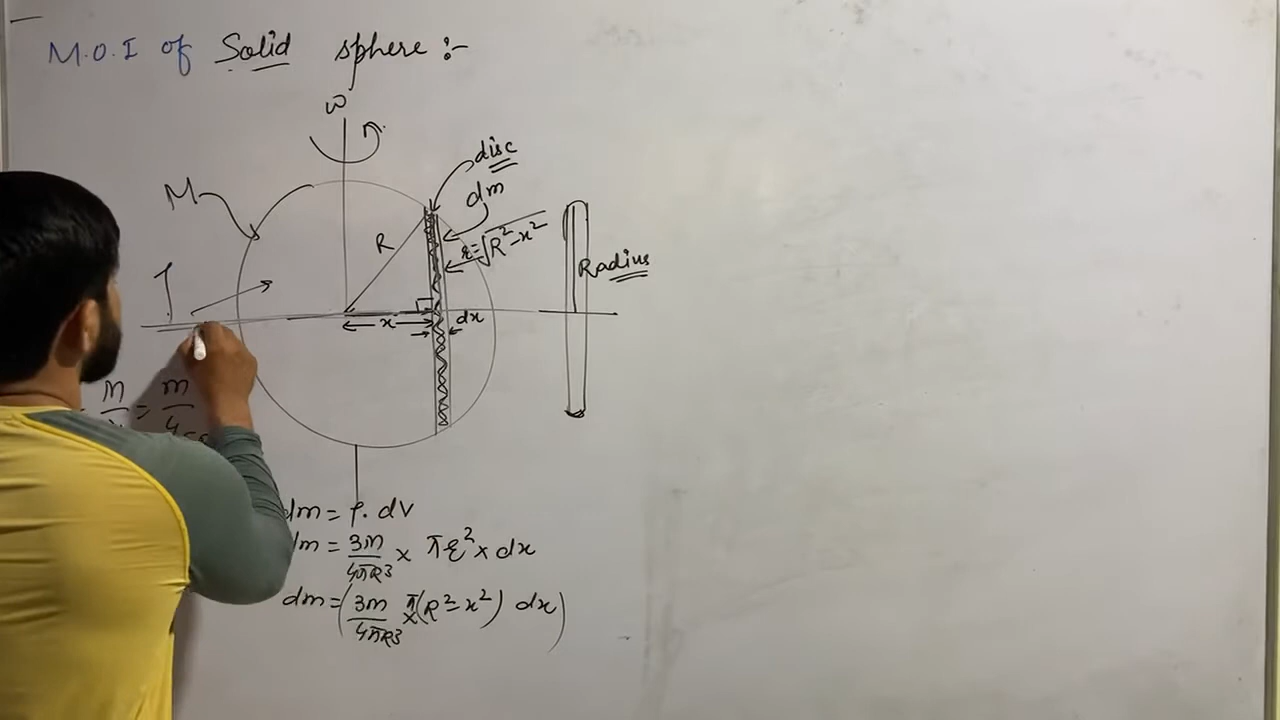 M.O.I of Solid sphere :-
ω
disc
dm
M
R
r=√R²-x²
Radius
x
dx
M = m
4
dm = ρ. dV
dm = 3m/4πR³ × πr² × dx
dm = (3m/4πR³ × π(R²-x²) dx)